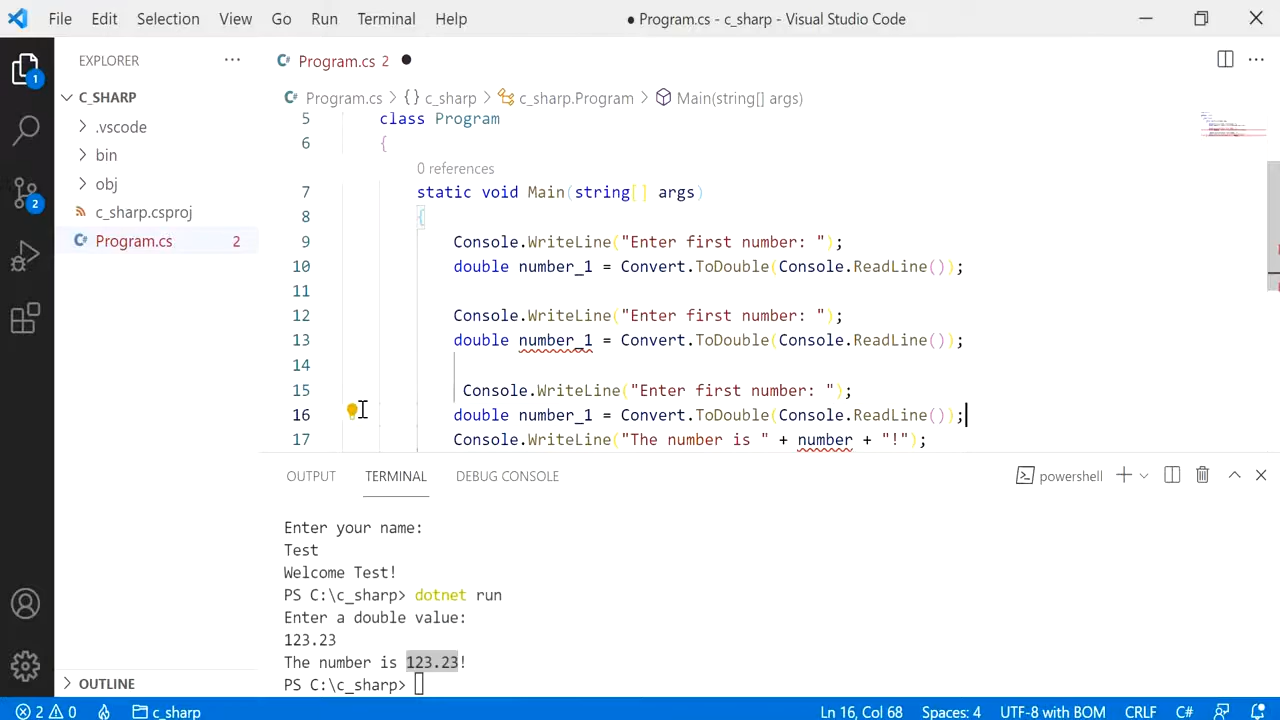 File Edit Selection View Go Run Terminal Help
● Program.cs - c_sharp - Visual Studio Code
EXPLORER ···
C# Program.cs 2 ●
C_SHARP
C# Program.cs > {} c_sharp > c_sharp.Program > Main(string[] args)
.vscode
bin
obj
c_sharp.csproj
C# Program.cs 2
5 class Program
6 {
0 references
7 static void Main(string[] args)
8 {
9 Console.WriteLine("Enter first number: ");
10 double number_1 = Convert.ToDouble(Console.ReadLine());
11
12 Console.WriteLine("Enter first number: ");
13 double number_1 = Convert.ToDouble(Console.ReadLine());
14
15 Console.WriteLine("Enter first number: ");
16 double number_1 = Convert.ToDouble(Console.ReadLine());
17 Console.WriteLine("The number is " + number + "!");
OUTPUT TERMINAL DEBUG CONSOLE
powershell
Enter your name:
Test
Welcome Test!
PS C:\c_sharp> dotnet run
Enter a double value:
123.23
The number is 123.23!
PS C:\c_sharp>
1
2
OUTLINE
2 0 c_sharp
Ln 16, Col 68 Spaces: 4 UTF-8 with BOM CRLF C#